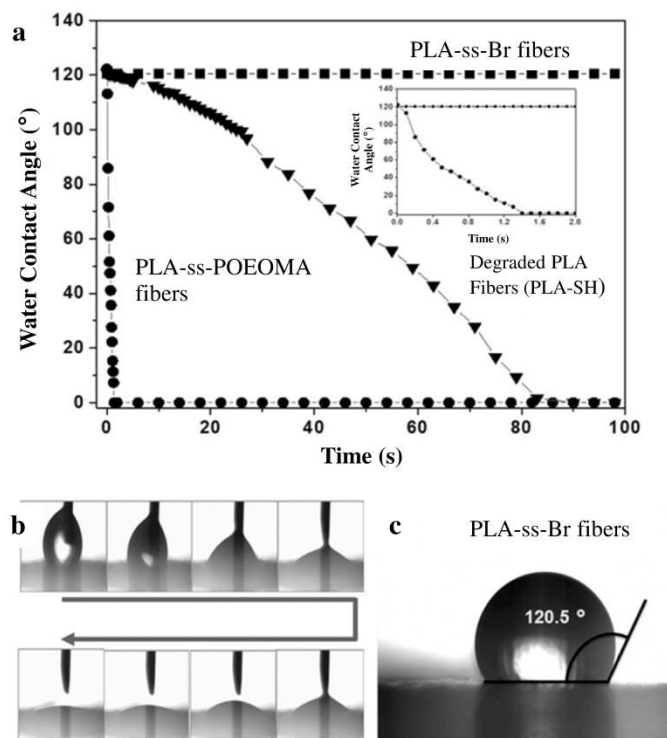 a
140
120
100
80
60
40
20
0
Water Contact Angle (°)
PLA-ss-Br fibers
PLA-ss-POEOMA
fibers
140
120
100
80
60
40
20
0
Water Contact
Angle (°)
0.0 0.4 0.8 1.2 1.6 2.0
Time (s)
Degraded PLA
Fibers (PLA-SH)
0 20 40 60 80 100
Time (s)
b
c
PLA-ss-Br fibers
120.5 °